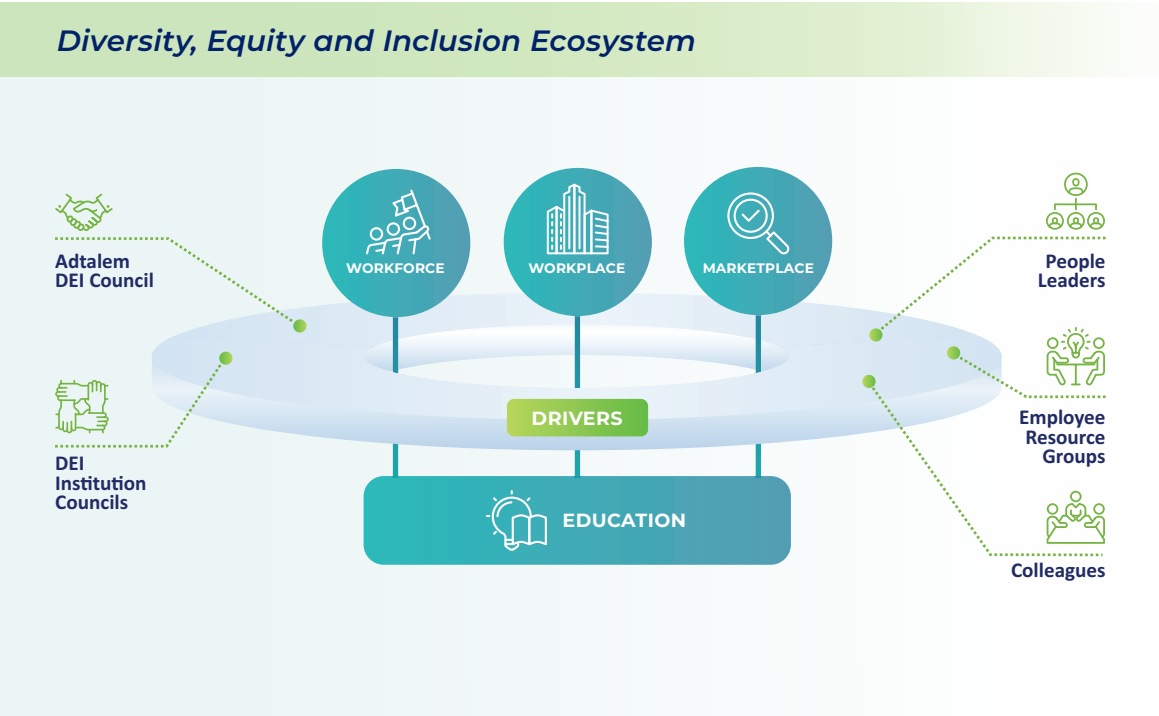 Diversity, Equity and Inclusion Ecosystem
WORKFORCE
WORKPLACE
MARKETPLACE
Adtalem
DEI Council
DEI
Institution
Councils
People
Leaders
Employee
Resource
Groups
Colleagues
DRIVERS
EDUCATION